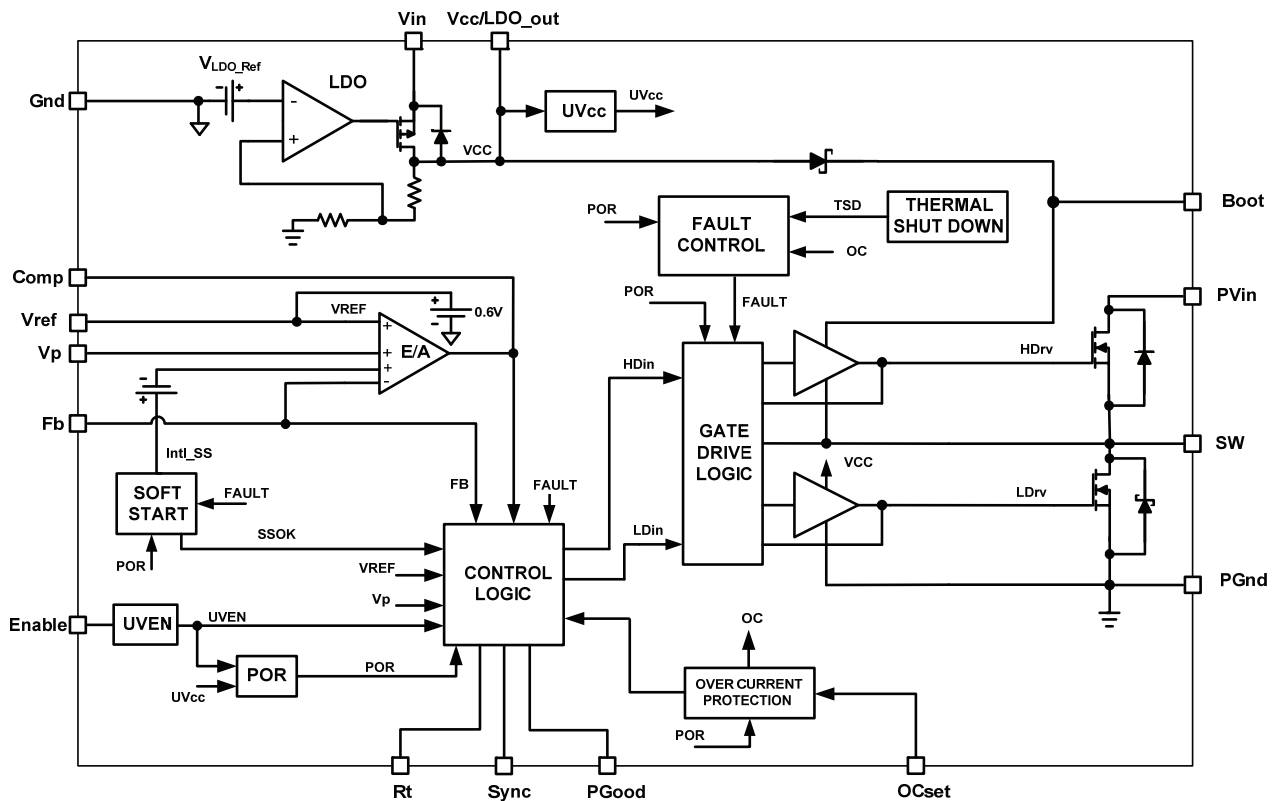 Vin
Vcc/LDO_out
VLDO_Ref
LDO
Gnd
-
+
-
+
UVcc
UVcc
VCC
Boot
POR
FAULT
CONTROL
TSD
THERMAL
SHUT DOWN
OC
Comp
Vref
VREF
+
-
0.6V
Vp
+
+
+
-
E/A
POR
FAULT
PVin
HDin
HDrv
-
+
Fb
Intl_SS
GATE
DRIVE
LOGIC
SW
VCC
SOFT
START
FAULT
FB
FAULT
LDrv
POR
SSOK
LDin
VREF
CONTROL
LOGIC
Vp
PGnd
Enable
UVEN
UVEN
POR
POR
UVcc
OC
OVER CURRENT
PROTECTION
POR
Rt
Sync
PGood
OCset